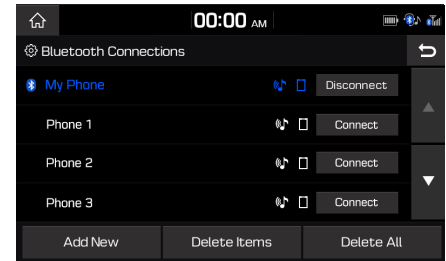 00:00 AM
Bluetooth Connections
My Phone Disconnect
Phone 1 Connect
Phone 2 Connect
Phone 3 Connect
Add New Delete Items Delete All